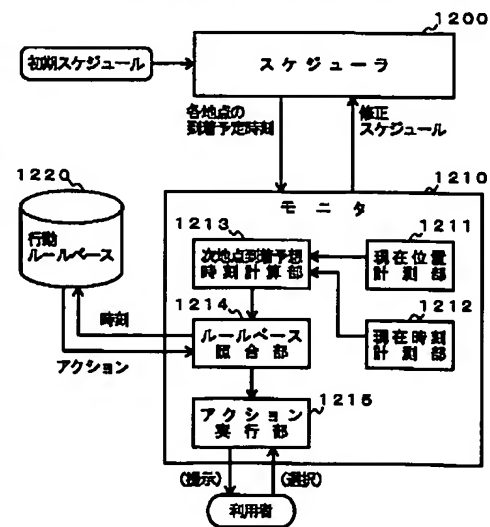 1200
初期スケジュール
スケジューラ
各地点の
到着予定時刻
修正
スケジュール
1220
1210
モニタ
行動
ルールベース
1213
次地点到着予想
時刻計算部
1211
現在位置
計測部
1214
時刻
ルールベース
照合部
1212
現在時刻
計測部
アクション
1215
アクション
実行部
(提示)
(選択)
利用者